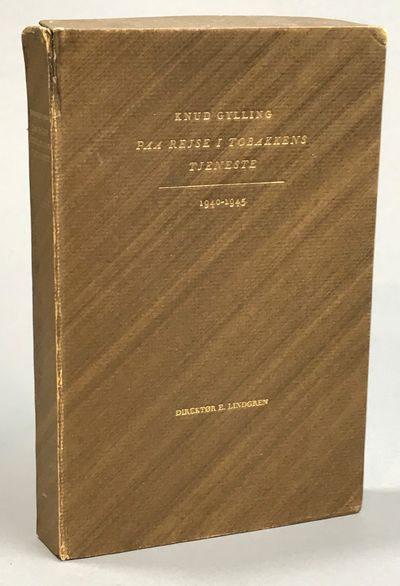 KNUD GYLLING
PAA REJSE I TOBAKKENS
TJENESTE
1940-1945
DIREKTØR E. LINDGREN